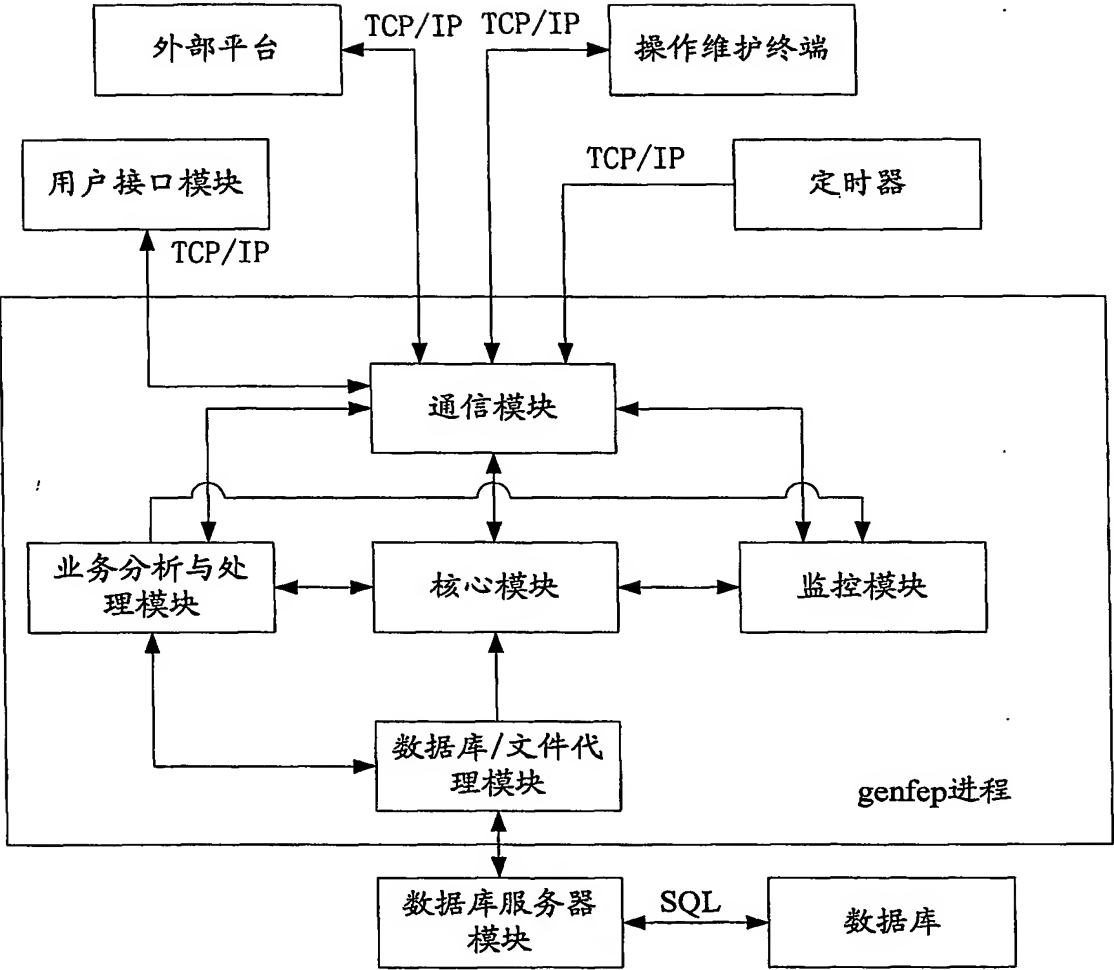 TCP/IP
TCP/IP
外部平台
操作维护终端
TCP/IP
用户接口模块
定时器
TCP/IP
通信模块
业务分析与处
理模块
核心模块
监控模块
数据库/文件代
理模块
genfep进程
数据库服务器
模块
SQL
数据库